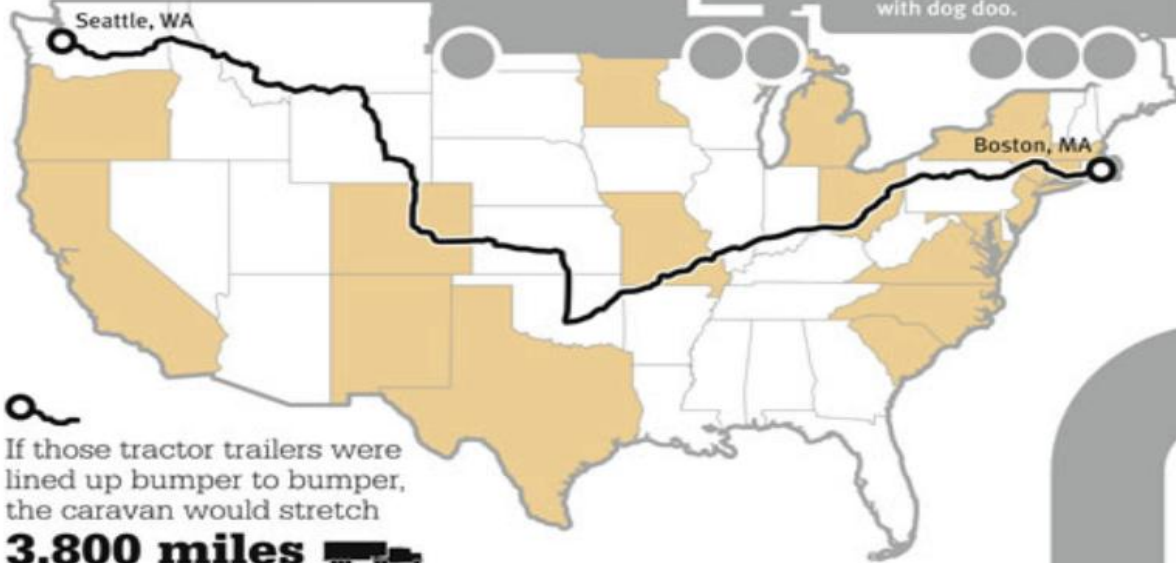 with dog doo.
Seattle, WA
Boston, MA
If those tractor trailers were
lined up bumper to bumper,
the caravan would stretch
3,800 miles